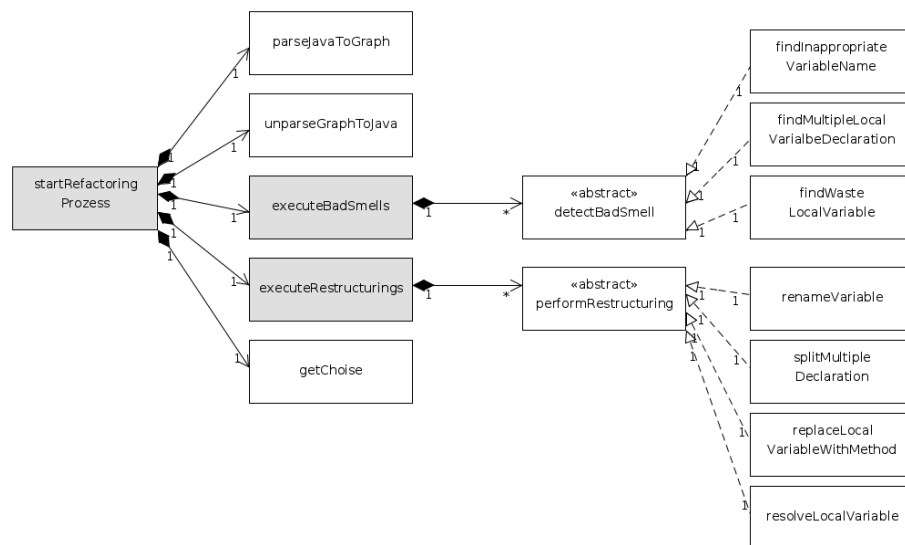 parseJavaToGraph
1
1
unparseGraphToJava
1
1
startRefactoring
Prozess
executeBadSmells
1
1
1
*
«abstract»
detectBadSmell
findInappropriate
VariableName
1
1
findMultipleLocal
VarialbeDeclaration
1
1
findWaste
LocalVariable
1
1
executeRestructurings
1
1
1
*
«abstract»
performRestructuring
renameVariable
1
1
splitMultiple
Declaration
1
1
replaceLocal
VariableWithMethod
1
1
resolveLocalVariable
1
1
getChoise
1
1